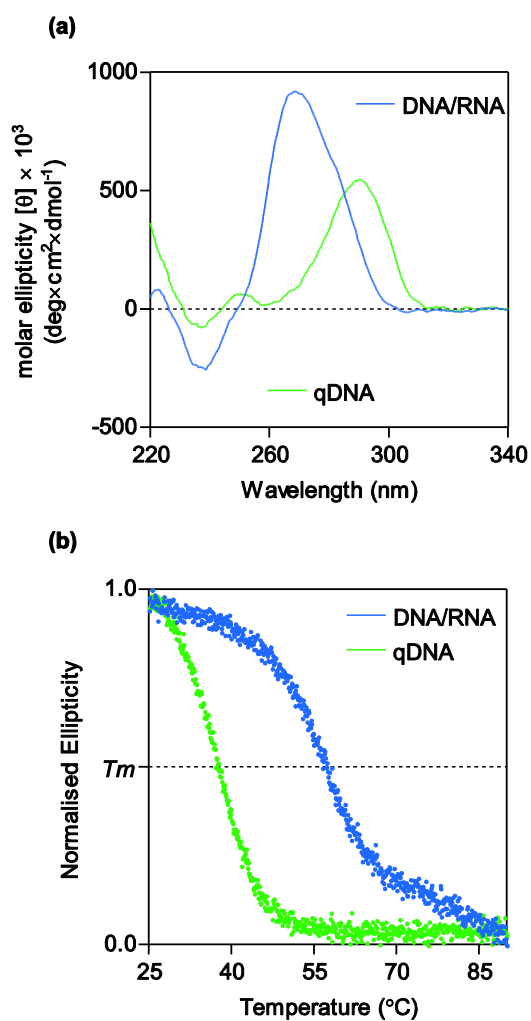 (a)
molar ellipticity [θ] × 10³
(deg×cm²×dmol⁻¹)
1000
500
0
-500
DNA/RNA
qDNA
220
260
300
340
Wavelength (nm)
(b)
Normalised Ellipticity
1.0
Tm
0.0
DNA/RNA
qDNA
25
40
55
70
85
Temperature (°C)